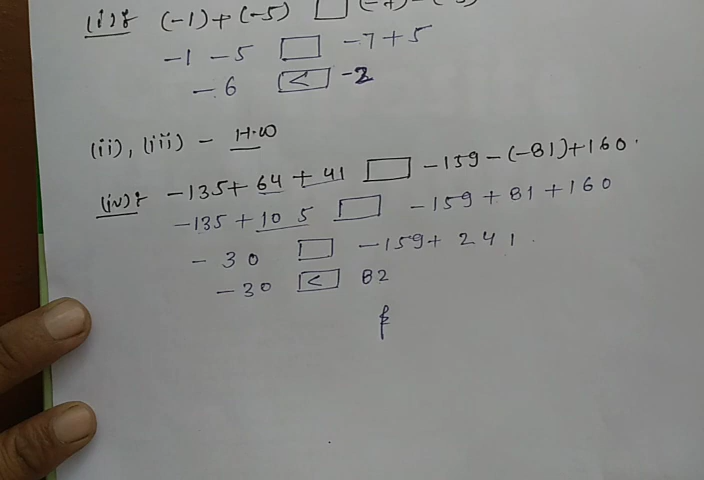 (i)⁑ (-1)+(-5) □
-1 -5 □ -7+5
-6 < -2
(ii), (iii) - H.W
(iv)⁑ -135+64+41 □ -159-(-81)+160.
-135+105 □ -159+81+160
-30 □ -159+241.
-30 < 82